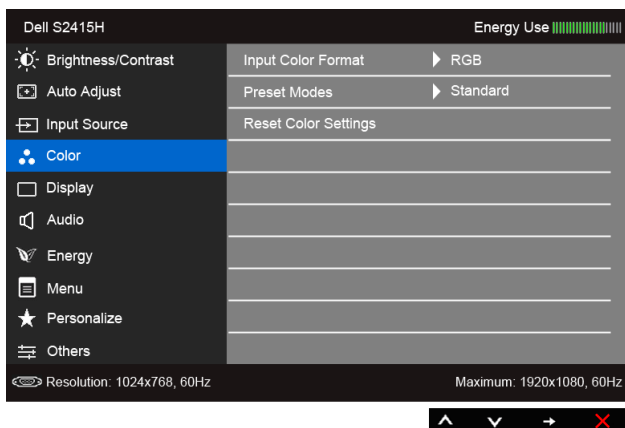 Dell S2415H Energy Use
Brightness/Contrast Input Color Format RGB
Auto Adjust Preset Modes Standard
Input Source Reset Color Settings
Color
Display
Audio
Energy
Menu
Personalize
Others
Resolution: 1024x768, 60Hz Maximum: 1920x1080, 60Hz